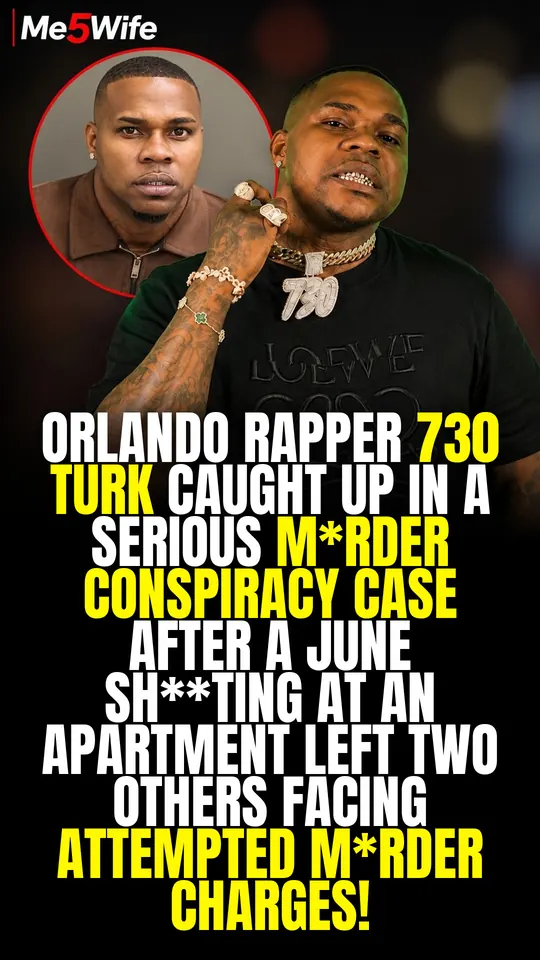 Me5Wife
730
LOEWE
ORLANDO RAPPER 730
TURK CAUGHT UP IN A
SERIOUS M*RDER
CONSPIRACY CASE
AFTER A JUNE
SH**TING AT AN
APARTMENT LEFT TWO
OTHERS FACING
ATTEMPTED M*RDER
CHARGES!